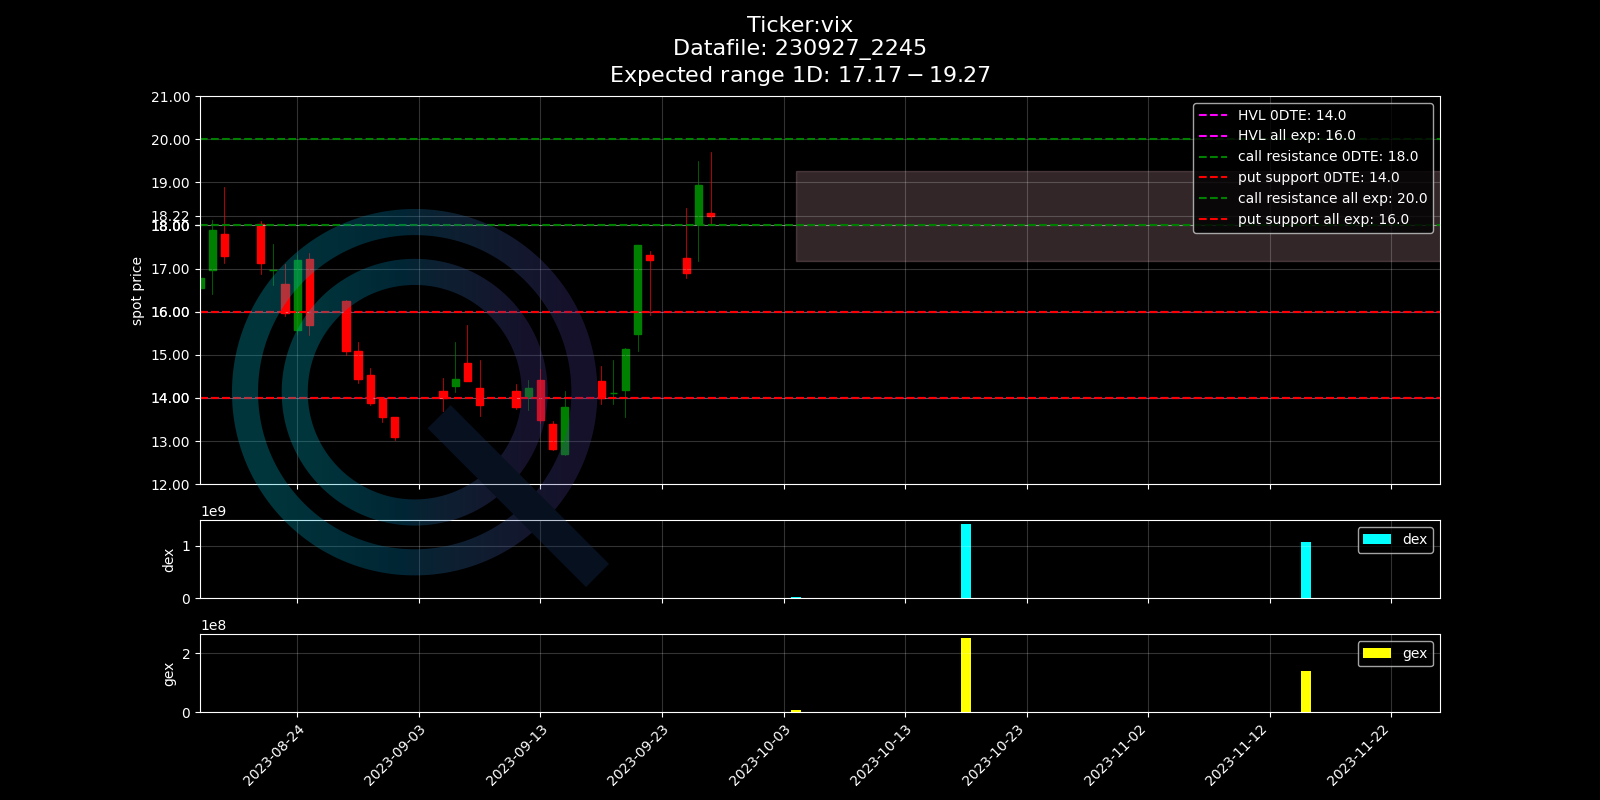 Ticker:vix
Datafile: 230927_2245
Expected range 1D: 17.17 − 19.27
21.00
20.00
19.00
18.22
18.00
17.00
16.00
15.00
14.00
13.00
12.00
spot price
HVL 0DTE: 14.0
HVL all exp: 16.0
call resistance 0DTE: 18.0
put support 0DTE: 14.0
call resistance all exp: 20.0
put support all exp: 16.0
1e9
1
0
dex
dex
1e8
2
0
gex
gex
2023-08-24
2023-09-03
2023-09-13
2023-09-23
2023-10-03
2023-10-13
2023-10-23
2023-11-02
2023-11-12
2023-11-22